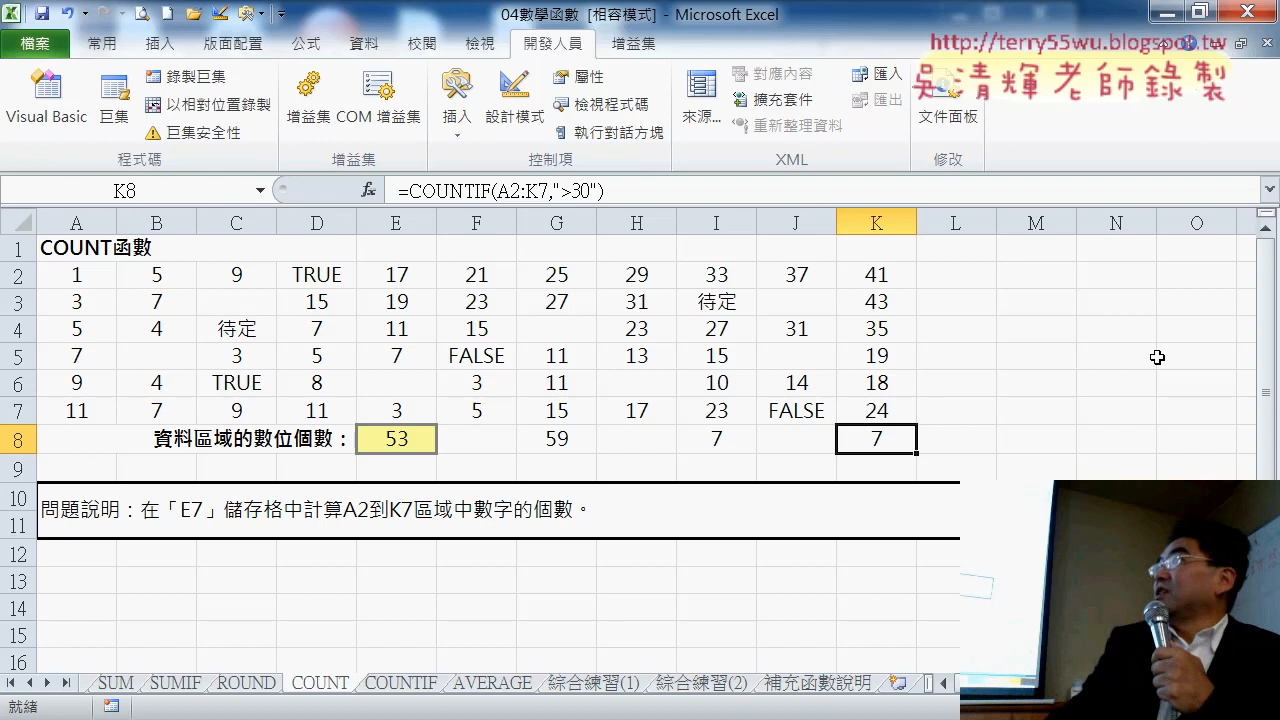 04數學函數 [相容模式] - Microsoft Excel
檔案 常用 插入 版面配置 公式 資料 校閱 檢視 開發人員 增益集
http://terry55wu.blogspot.tw
吳清輝老師錄製
Visual Basic 巨集 錄製巨集 以相對位置錄製 巨集安全性 程式碼
增益集 COM 增益集 增益集
插入 設計模式 屬性 檢視程式碼 執行對話方塊 控制項
來源... 對應內容 擴充套件 重新整理資料 匯入 匯出 XML
文件面板 修改
K8 fx =COUNTIF(A2:K7,">30")
A B C D E F G H I J K L M N O
1 COUNT函數
2 1 5 9 TRUE 17 21 25 29 33 37 41
3 3 7 15 19 23 27 31 待定 43
4 5 4 待定 7 11 15 23 27 31 35
5 7 3 5 7 FALSE 11 13 15 19
6 9 4 TRUE 8 3 11 10 14 18
7 11 7 9 11 3 5 15 17 23 FALSE 24
8 資料區域的數位個數： 53 59 7 7
9
10 問題說明：在「E7」儲存格中計算A2到K7區域中數字的個數。
11
12
13
14
15
16
SUM SUMIF ROUND COUNT COUNTIF AVERAGE 綜合練習(1) 綜合練習(2) 補充函數說明
就緒